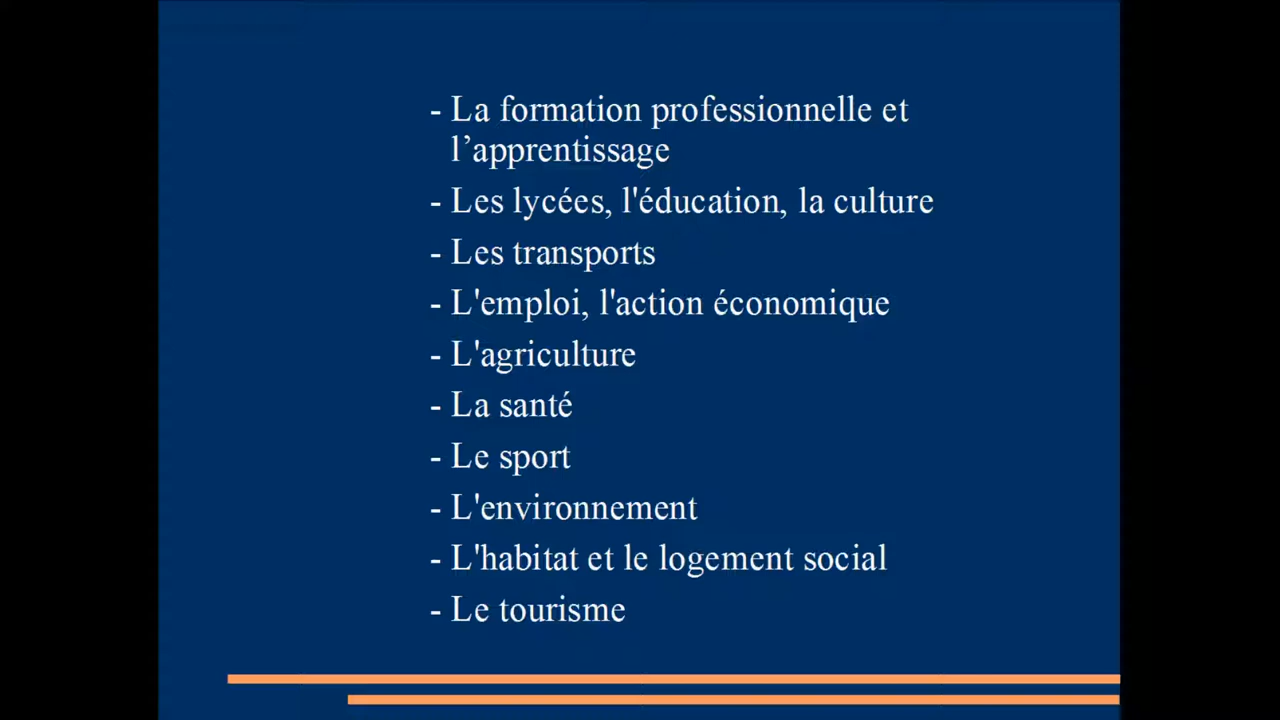 - La formation professionnelle et
l’apprentissage
- Les lycées, l'éducation, la culture
- Les transports
- L'emploi, l'action économique
- L'agriculture
- La santé
- Le sport
- L'environnement
- L'habitat et le logement social
- Le tourisme